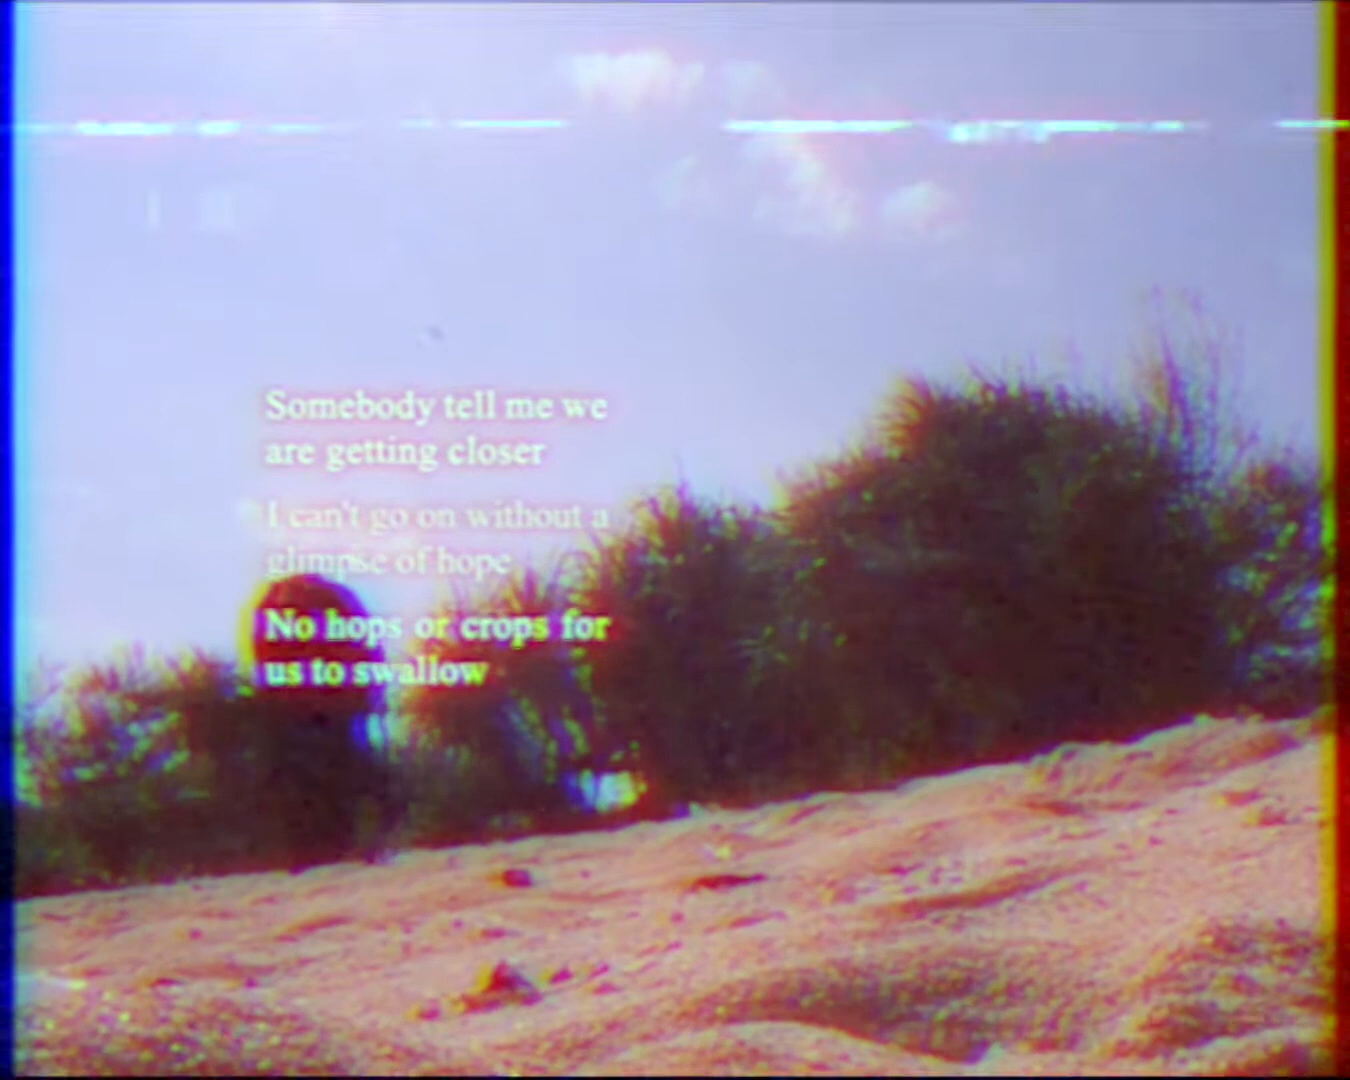 Somebody tell me we
are getting closer
I can't go on without a
glimpse of hope
No hops or crops for
us to swallow